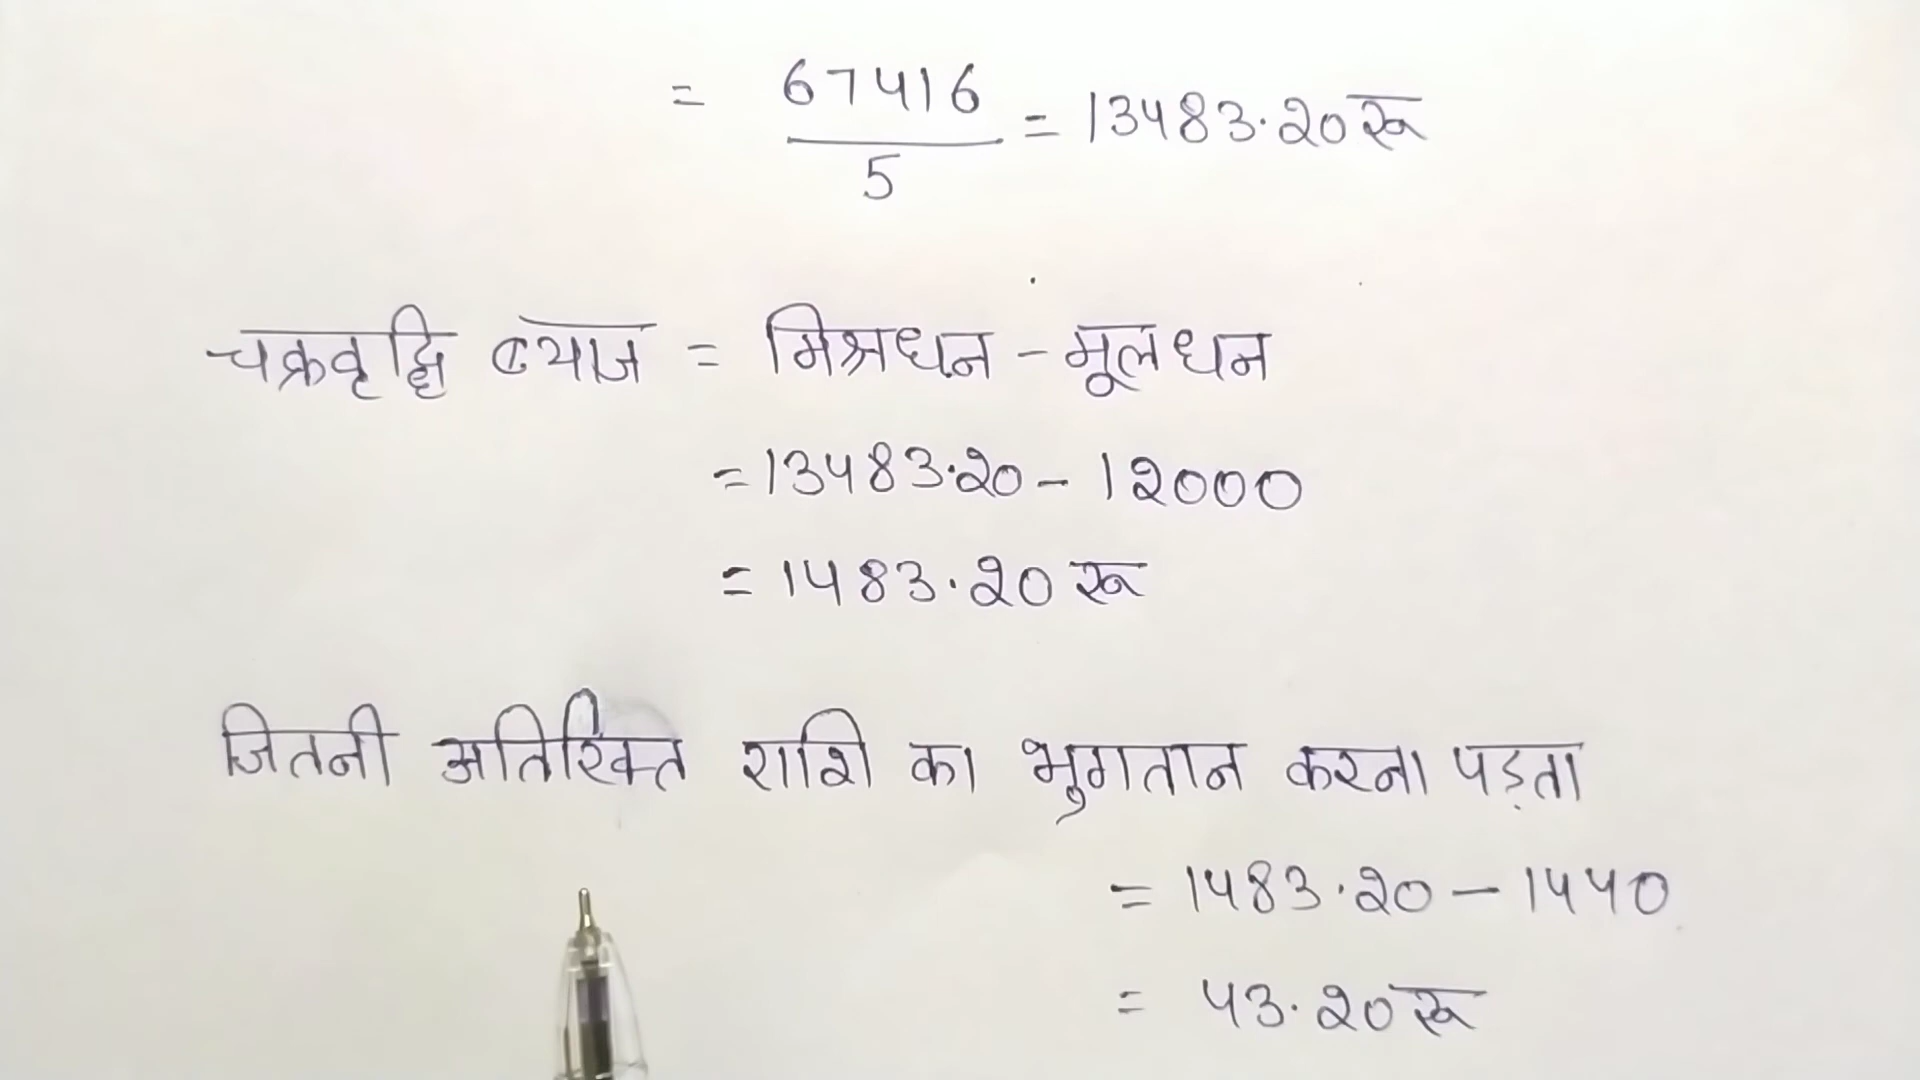 = 67416/5 = 13483.20 रू
चक्रवृद्धि ब्याज = मिश्रधन - मूलधन
= 13483.20 - 12000
= 1483.20 रू
जितनी अतिरिक्त राशि का भुगतान करना पड़ता
= 1483.20 - 1440
= 43.20 रू